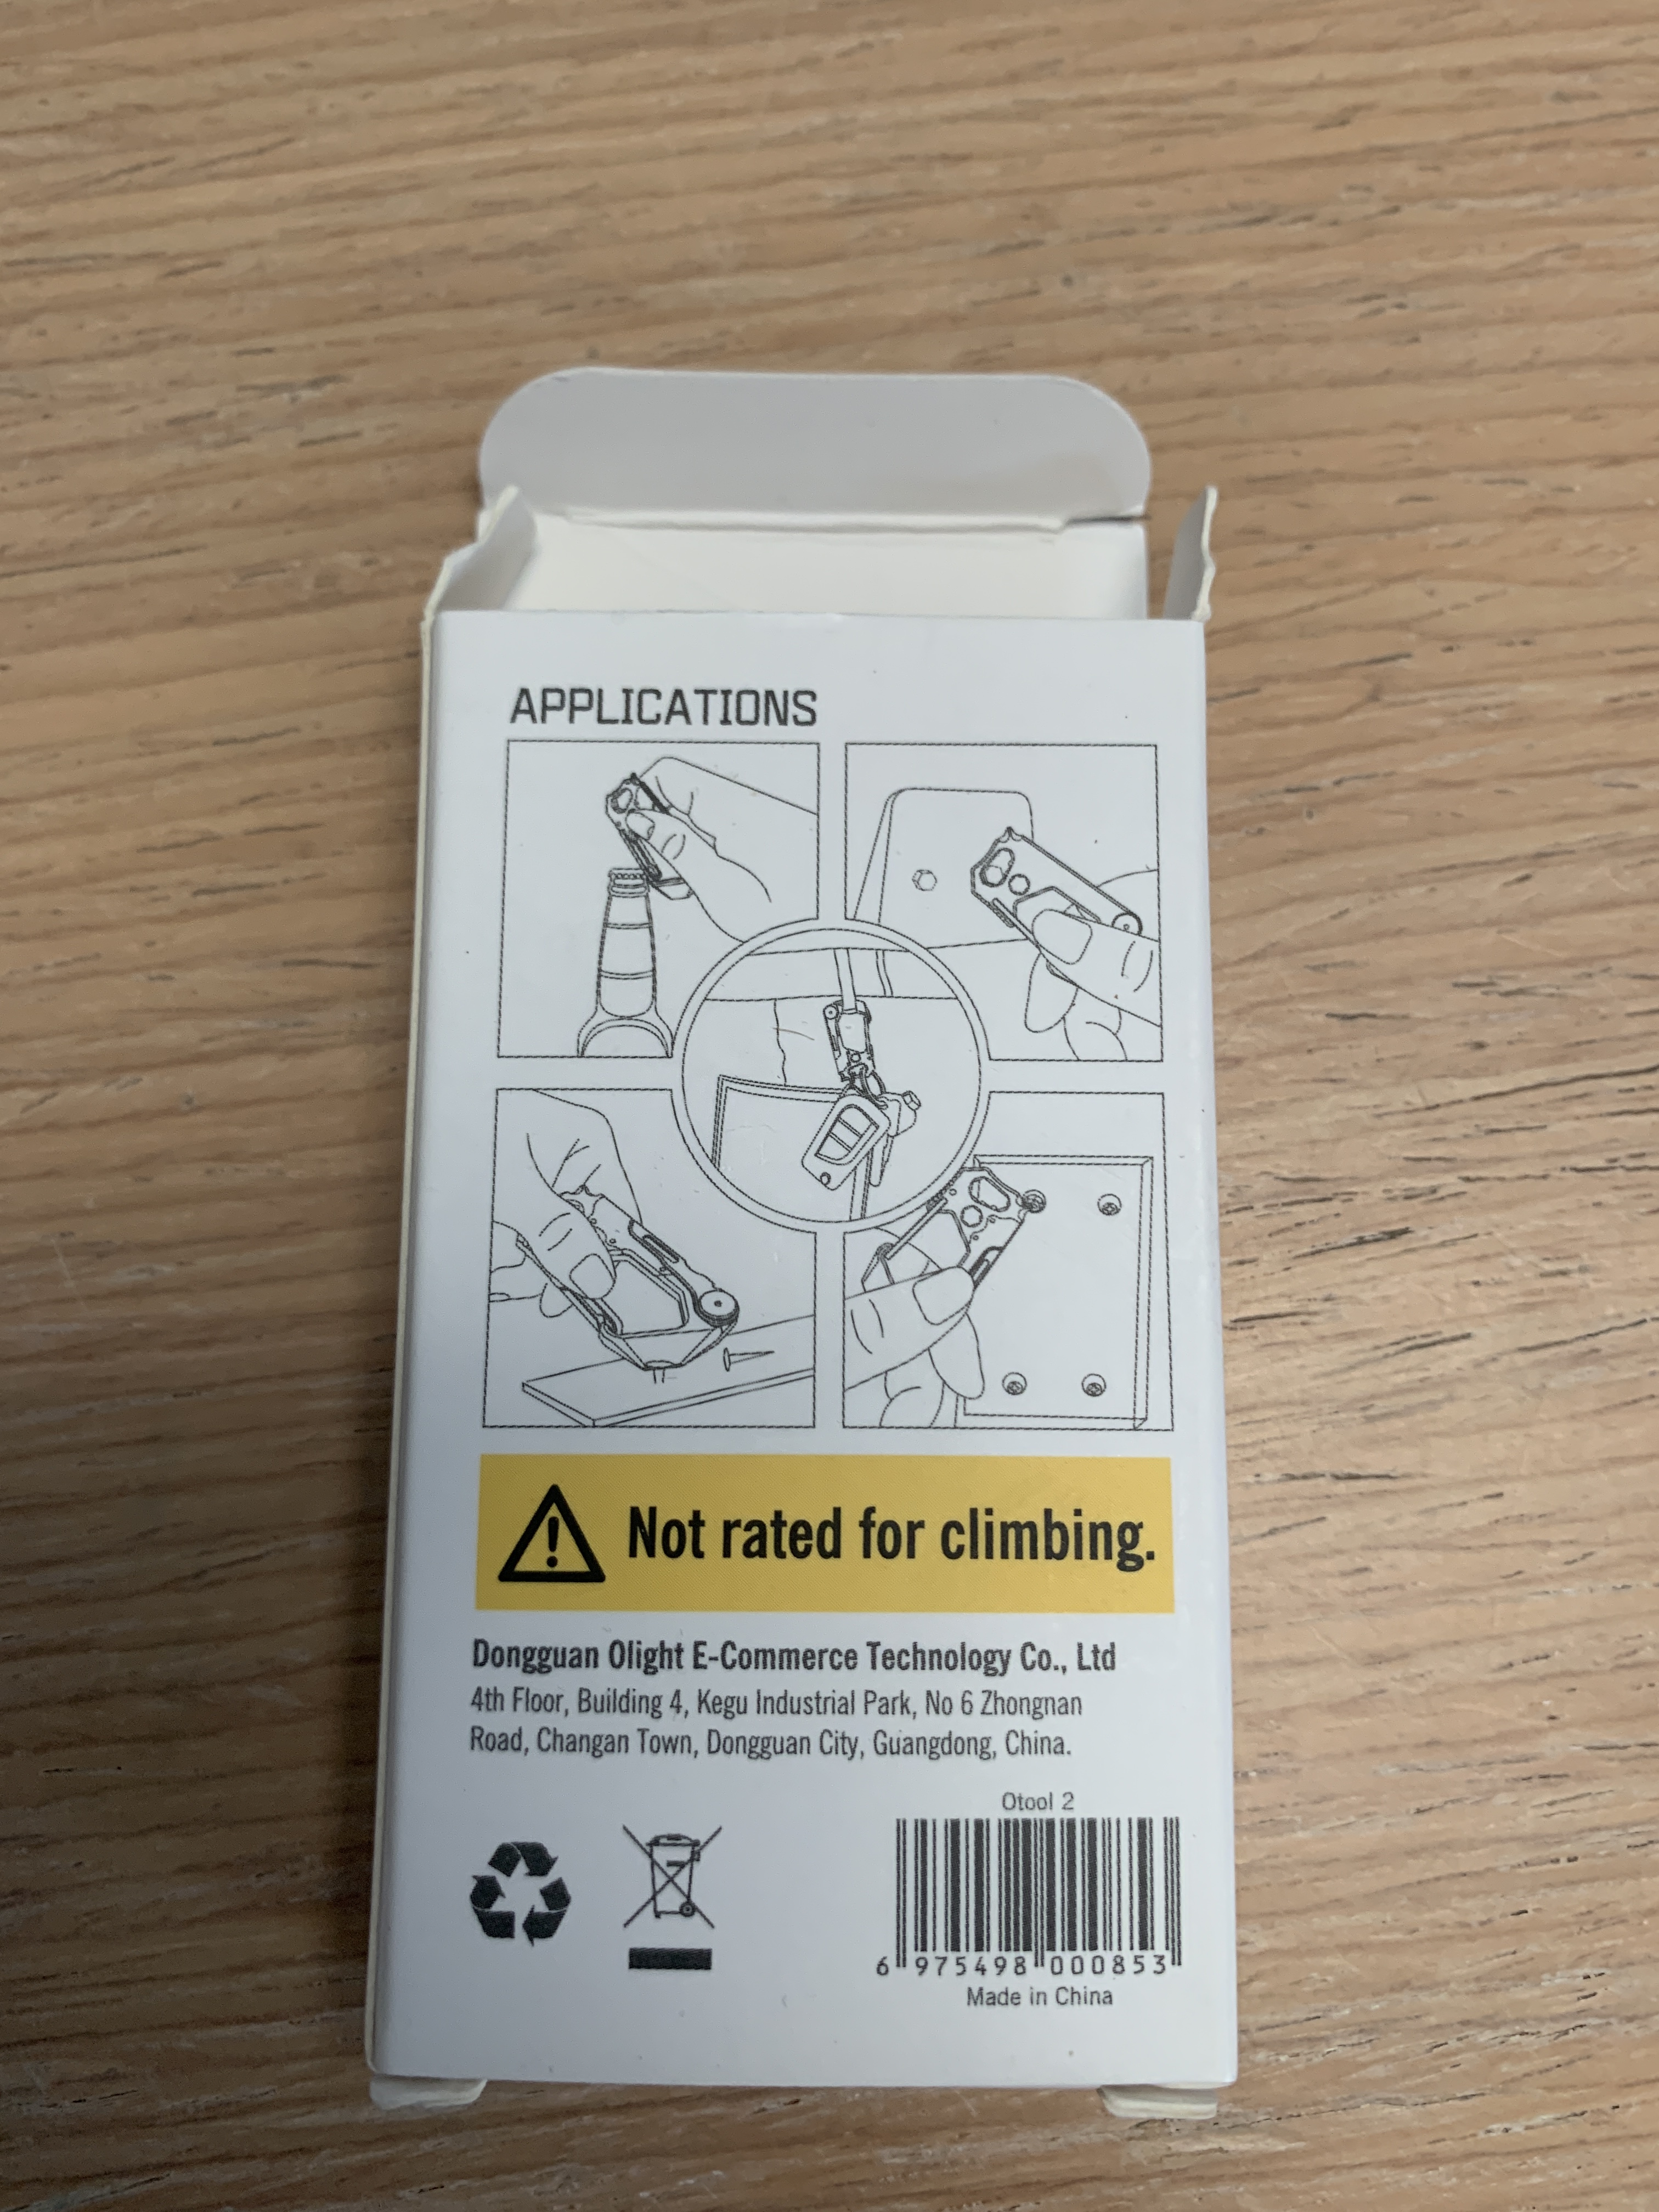 APPLICATIONS
Not rated for climbing.
Dongguan Olight E-Commerce Technology Co., Ltd
4th Floor, Building 4, Kegu Industrial Park, No 6 Zhongnan
Road, Changan Town, Dongguan City, Guangdong, China.
Otool 2
6 975498 000853
Made in China